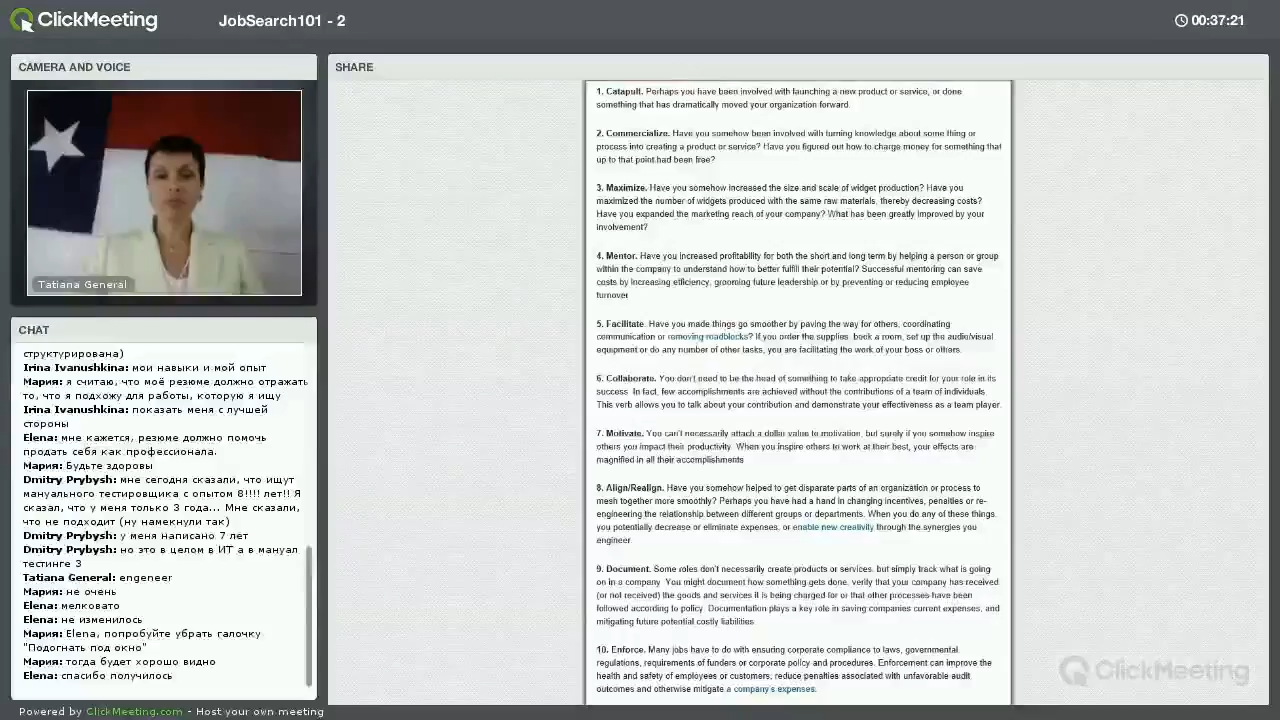 ClickMeeting
JobSearch101 - 2
00:37:21
CAMERA AND VOICE
Tatiana General
CHAT
структурирована)
Irina Ivanushkina: мои навыки и мой опыт
Мария: я считаю, что моё резюме должно отражать
то, что я подхожу для работы, которую я ищу
Irina Ivanushkina: показать меня с лучшей
стороны
Elena: мне кажется, резюме должно помочь
продать себя как профессионала.
Мария: Будьте здоровы
Dmitry Prybysh: мне сегодня сказали, что ищут
мануального тестировщика с опытом 8!!!! лет!! Я
сказал, что у меня только 3 года... Мне сказали,
что не подходит (ну намекнули так)
Dmitry Prybysh: у меня написано 7 лет
Dmitry Prybysh: но это в целом в ИТ а в мануал
тестинге 3
Tatiana General: engeneer
Мария: не очень
Elena: мелковато
Elena: не изменилось
Мария: Elena, попробуйте убрать галочку
"Подогнать под окно"
Мария: тогда будет хорошо видно
Elena: спасибо получилось
Powered by ClickMeeting.com - Host your own meeting
SHARE
1. Catapult. Perhaps you have been involved with launching a new product or service, or done
something that has dramatically moved your organization forward.
2. Commercialize. Have you somehow been involved with turning knowledge about some thing or
process into creating a product or service? Have you figured out how to charge money for something that
up to that point had been free?
3. Maximize. Have you somehow increased the size and scale of widget production? Have you
maximized the number of widgets produced with the same raw materials, thereby decreasing costs?
Have you expanded the marketing reach of your company? What has been greatly improved by your
involvement?
4. Mentor. Have you increased profitability for both the short and long term by helping a person or group
within the company to understand how to better fulfill their potential? Successful mentoring can save
costs by increasing efficiency, grooming future leadership or by preventing or reducing employee
turnover.
5. Facilitate. Have you made things go smoother by paving the way for others, coordinating
communication or removing roadblocks? If you order the supplies, book a room, set up the audio/visual
equipment or do any number of other tasks, you are facilitating the work of your boss or others.
6. Collaborate. You don't need to be the head of something to take appropriate credit for your role in its
success. In fact, few accomplishments are achieved without the contributions of a team of individuals.
This verb allows you to talk about your contribution and demonstrate your effectiveness as a team player.
7. Motivate. You can't necessarily attach a dollar value to motivation, but surely if you somehow inspire
others you impact their productivity. When you inspire others to work at their best, your effects are
magnified in all their accomplishments
8. Align/Realign. Have you somehow helped to get disparate parts of an organization or process to
mesh together more smoothly? Perhaps you have had a hand in changing incentives, penalties or re-
engineering the relationship between different groups or departments. When you do any of these things,
you potentially decrease or eliminate expenses, or enable new creativity through the synergies you
engineer.
9. Document. Some roles don't necessarily create products or services, but simply track what is going
on in a company. You might document how something gets done, verify that your company has received
(or not received) the goods and services it is being charged for or that other processes have been
followed according to policy. Documentation plays a key role in saving companies current expenses, and
mitigating future potential costly liabilities.
10. Enforce. Many jobs have to do with ensuring corporate compliance to laws, governmental
regulations, requirements of funders or corporate policy and procedures. Enforcement can improve the
health and safety of employees or customers, reduce penalties associated with unfavorable audit
outcomes and otherwise mitigate a company's expenses.
ClickMeeting